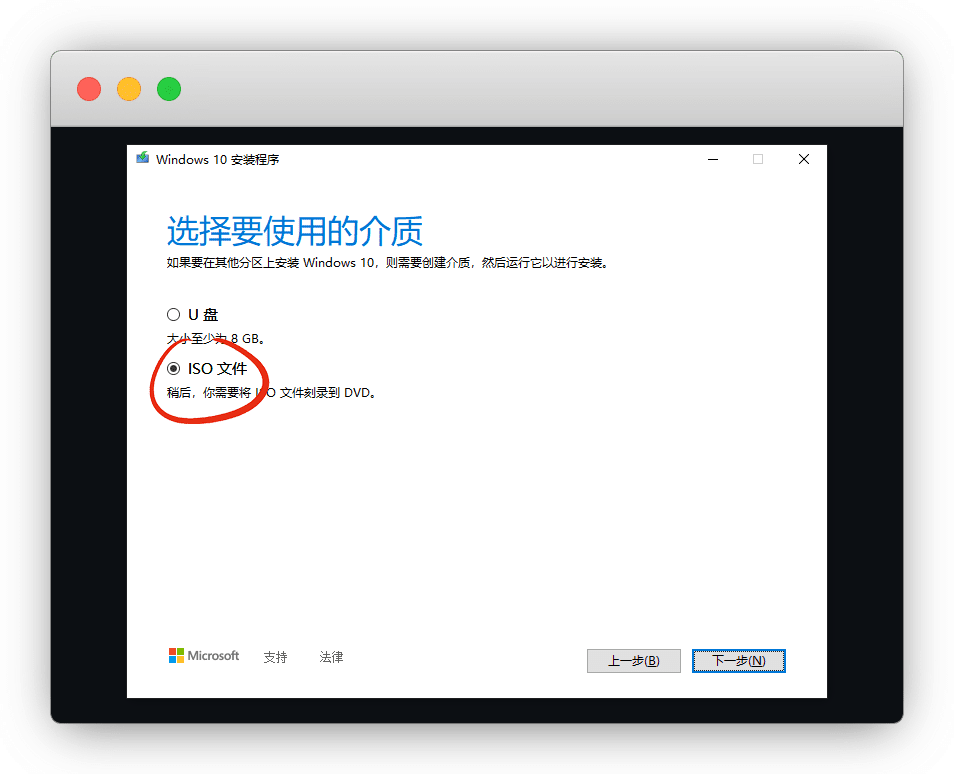 Windows 10 安装程序
选择要使用的介质
如果要在其他分区上安装 Windows 10，则需要创建介质，然后运行它以进行安装。
U 盘
大小至少为 8 GB。
ISO 文件
稍后，你需要将 ISO 文件刻录到 DVD。
Microsoft 支持 法律 上一步(B) 下一步(N)